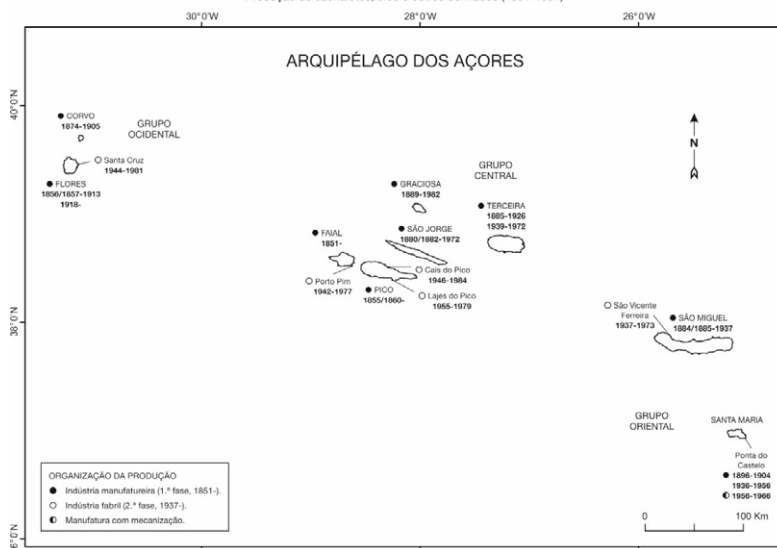 30°0'W
28°0'W
26°0'W
40°0'N
38°0'N
6°0'N
ARQUIPÉLAGO DOS AÇORES
CORVO
1874-1905
GRUPO
OCIDENTAL
Santa Cruz
1944-1981
FLORES
1856/1857-1913
1918-
GRUPO
CENTRAL
GRACIOSA
1889-1982
TERCEIRA
1885-1926
1939-1972
FAIAL
1851-
SÃO JORGE
1880/1882-1972
Porto Pim
1942-1977
PICO
1855/1860-
Cais do Pico
1946-1984
Lajes do Pico
1955-1979
N
São Vicente
Ferreira
1937-1973
SÃO MIGUEL
1884/1885-1937
GRUPO
ORIENTAL
SANTA MARIA
Ponta do
Castelo
1896-1904
1936-1956
1956-1966
ORGANIZAÇÃO DA PRODUÇÃO
Indústria manufatureira (1.ª fase, 1851-).
Indústria fabril (2.ª fase, 1937-).
Manufatura com mecanização.
0 100 Km